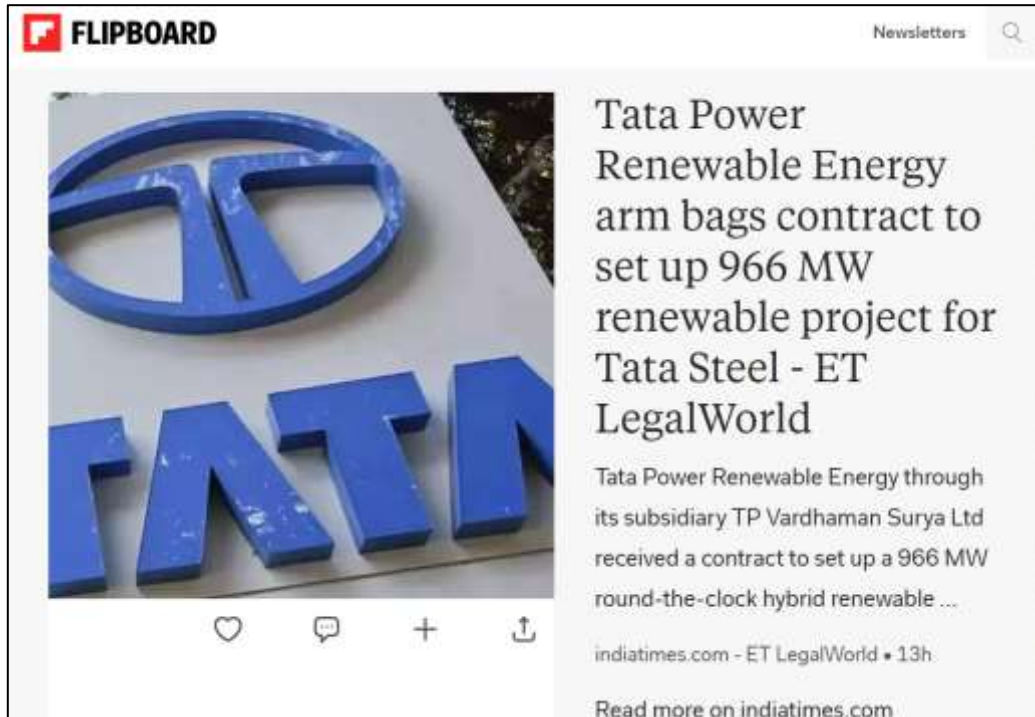 FLIPBOARD
Newsletters
TATA
Tata Power
Renewable Energy
arm bags contract to
set up 966 MW
renewable project for
Tata Steel - ET
LegalWorld
Tata Power Renewable Energy through
its subsidiary TP Vardhaman Surya Ltd
received a contract to set up a 966 MW
round-the-clock hybrid renewable ...
indiatimes.com - ET LegalWorld • 13h
Read more on indiatimes.com